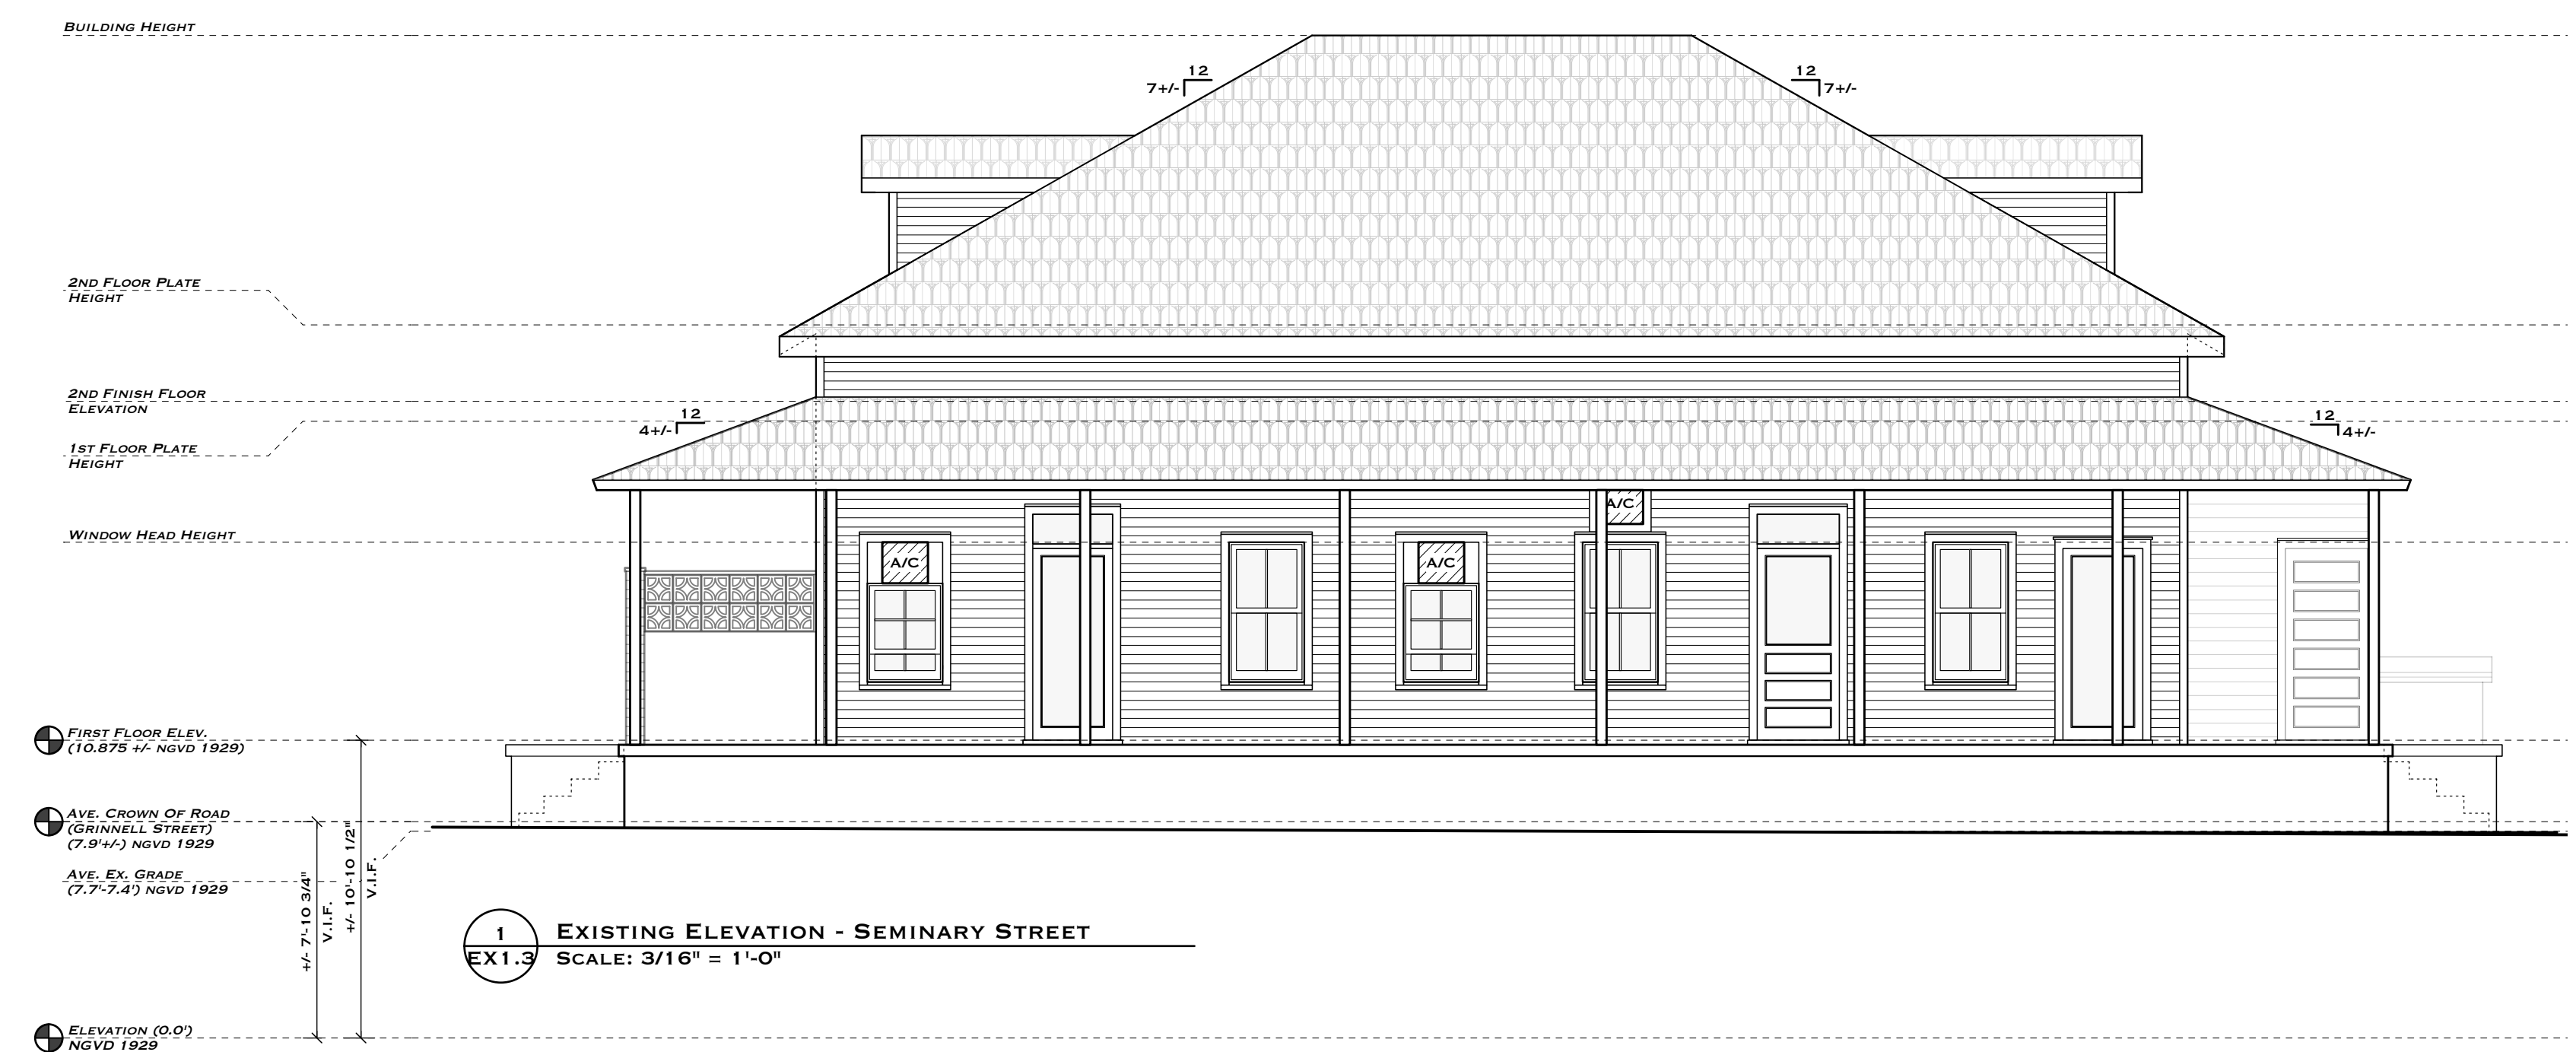 BUILDING HEIGHT
12
7+/-
12
7+/-
2ND FLOOR PLATE
HEIGHT
2ND FINISH FLOOR
ELEVATION
12
4+/-
12
4+/-
1ST FLOOR PLATE
HEIGHT
A/C
WINDOW HEAD HEIGHT
A/C
A/C
FIRST FLOOR ELEV.
(10.875 +/- NGVD 1929)
AVE. CROWN OF ROAD
(GRINNELL STREET)
(7.9'+/-) NGVD 1929
AVE. EX. GRADE
(7.7'-7.4') NGVD 1929
+/- 7'-10 3/4"
V.I.F.
+/- 10'-10 1/2"
V.I.F.
1
EX1.3
EXISTING ELEVATION - SEMINARY STREET
SCALE: 3/16" = 1'-0"
ELEVATION (0.0')
NGVD 1929